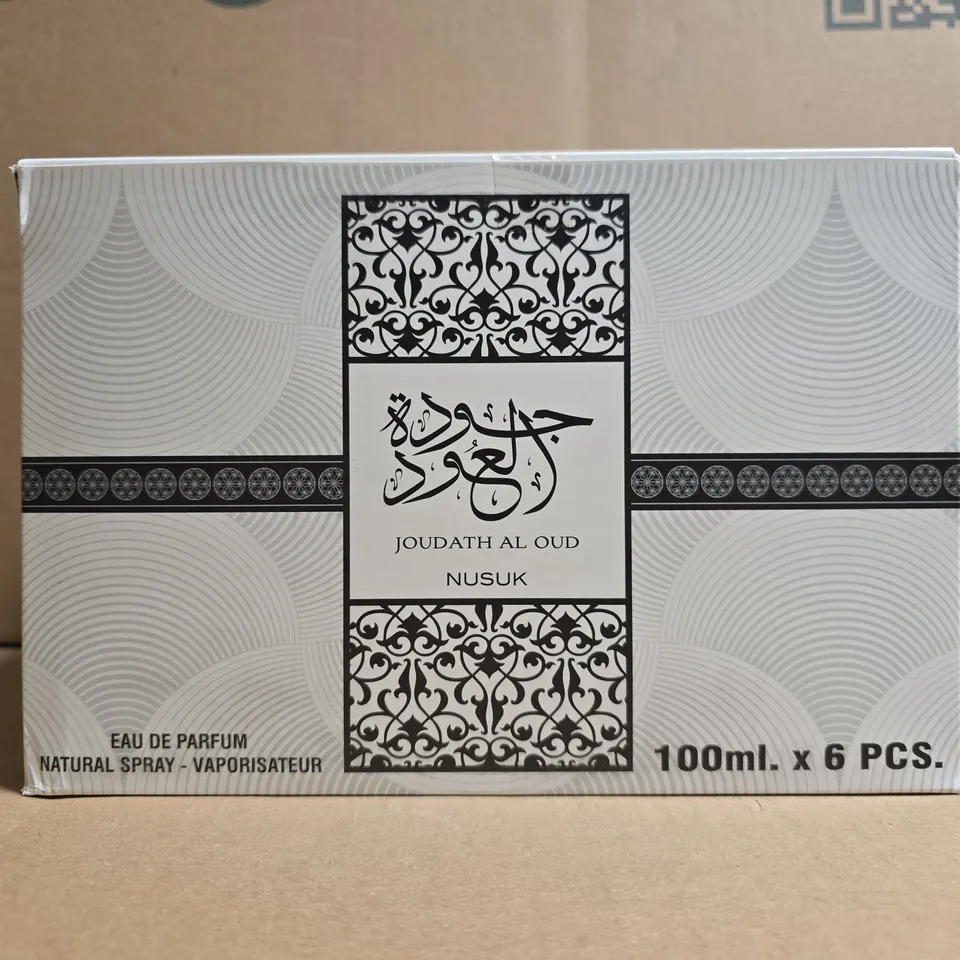 جودة
العود
JOUDATH AL OUD
NUSUK
EAU DE PARFUM
NATURAL SPRAY - VAPORISATEUR
100ml. x 6 PCS.